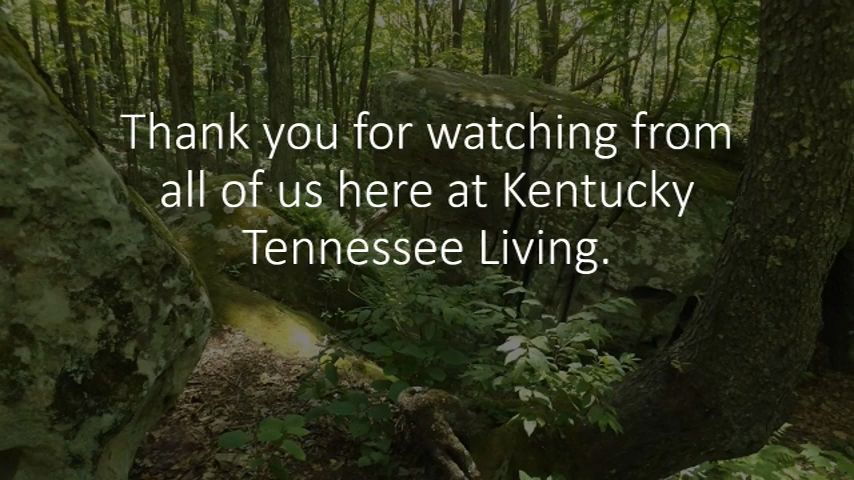 Thank you for watching from
all of us here at Kentucky
Tennessee Living.